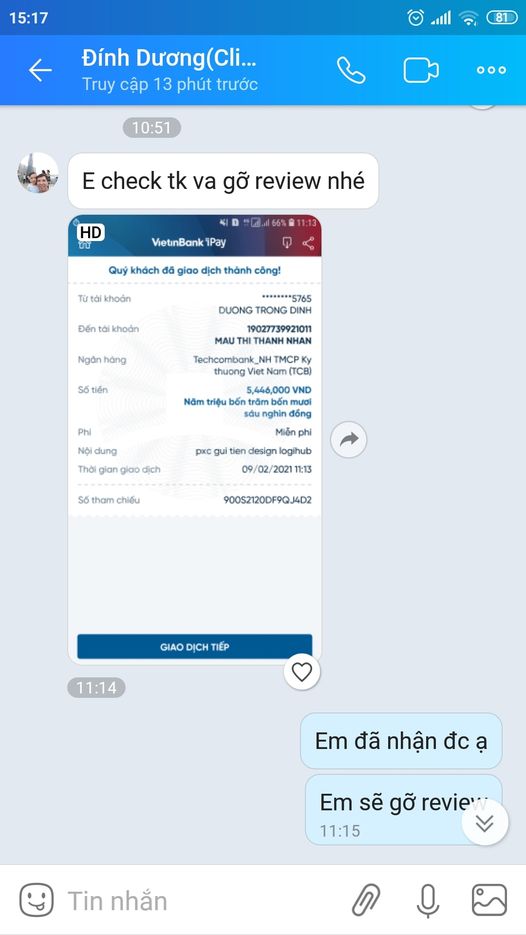 15:17
81
Đính Dương(Cli...
Truy cập 13 phút trước
10:51
E check tk va gỡ review nhé
HD
66% 11:13
VietinBank iPay
Quý khách đã giao dịch thành công!
Từ tài khoản ********5765
DUONG TRONG DINH
Đến tài khoản 19027739921011
MAU THI THANH NHAN
Ngân hàng Techcombank_NH TMCP Ky
thuong Viet Nam (TCB)
Số tiền 5,446,000 VND
Năm triệu bốn trăm bốn mươi
sáu nghìn đồng
Phí Miễn phí
Nội dung pxc gui tien design logihub
Thời gian giao dịch 09/02/2021 11:13
Số tham chiếu 900S2120DF9QJ4D2
GIAO DỊCH TIẾP
11:14
Em đã nhận đc ạ
Em sẽ gỡ review
11:15
Tin nhắn